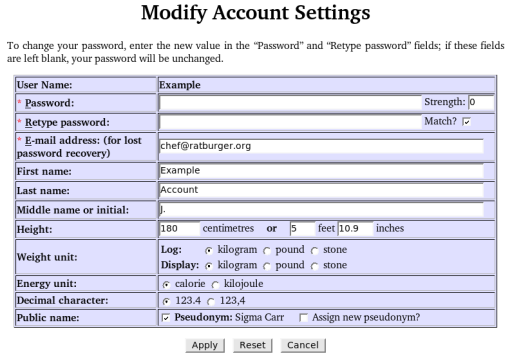 Modify Account Settings
To change your password, enter the new value in the “Password” and “Retype password” fields; if these fields
are left blank, your password will be unchanged.
User Name: Example
* Password: Strength: 0
* Retype password: Match?
* E-mail address: (for lost
password recovery) chef@ratburger.org
First name: Example
Last name: Account
Middle name or initial: J.
Height: 180 centimetres or 5 feet 10.9 inches
Weight unit: Log: kilogram pound stone
Display: kilogram pound stone
Energy unit: calorie kilojoule
Decimal character: 123.4 123,4
Public name: Pseudonym: Sigma Carr Assign new pseudonym?
Apply Reset Cancel